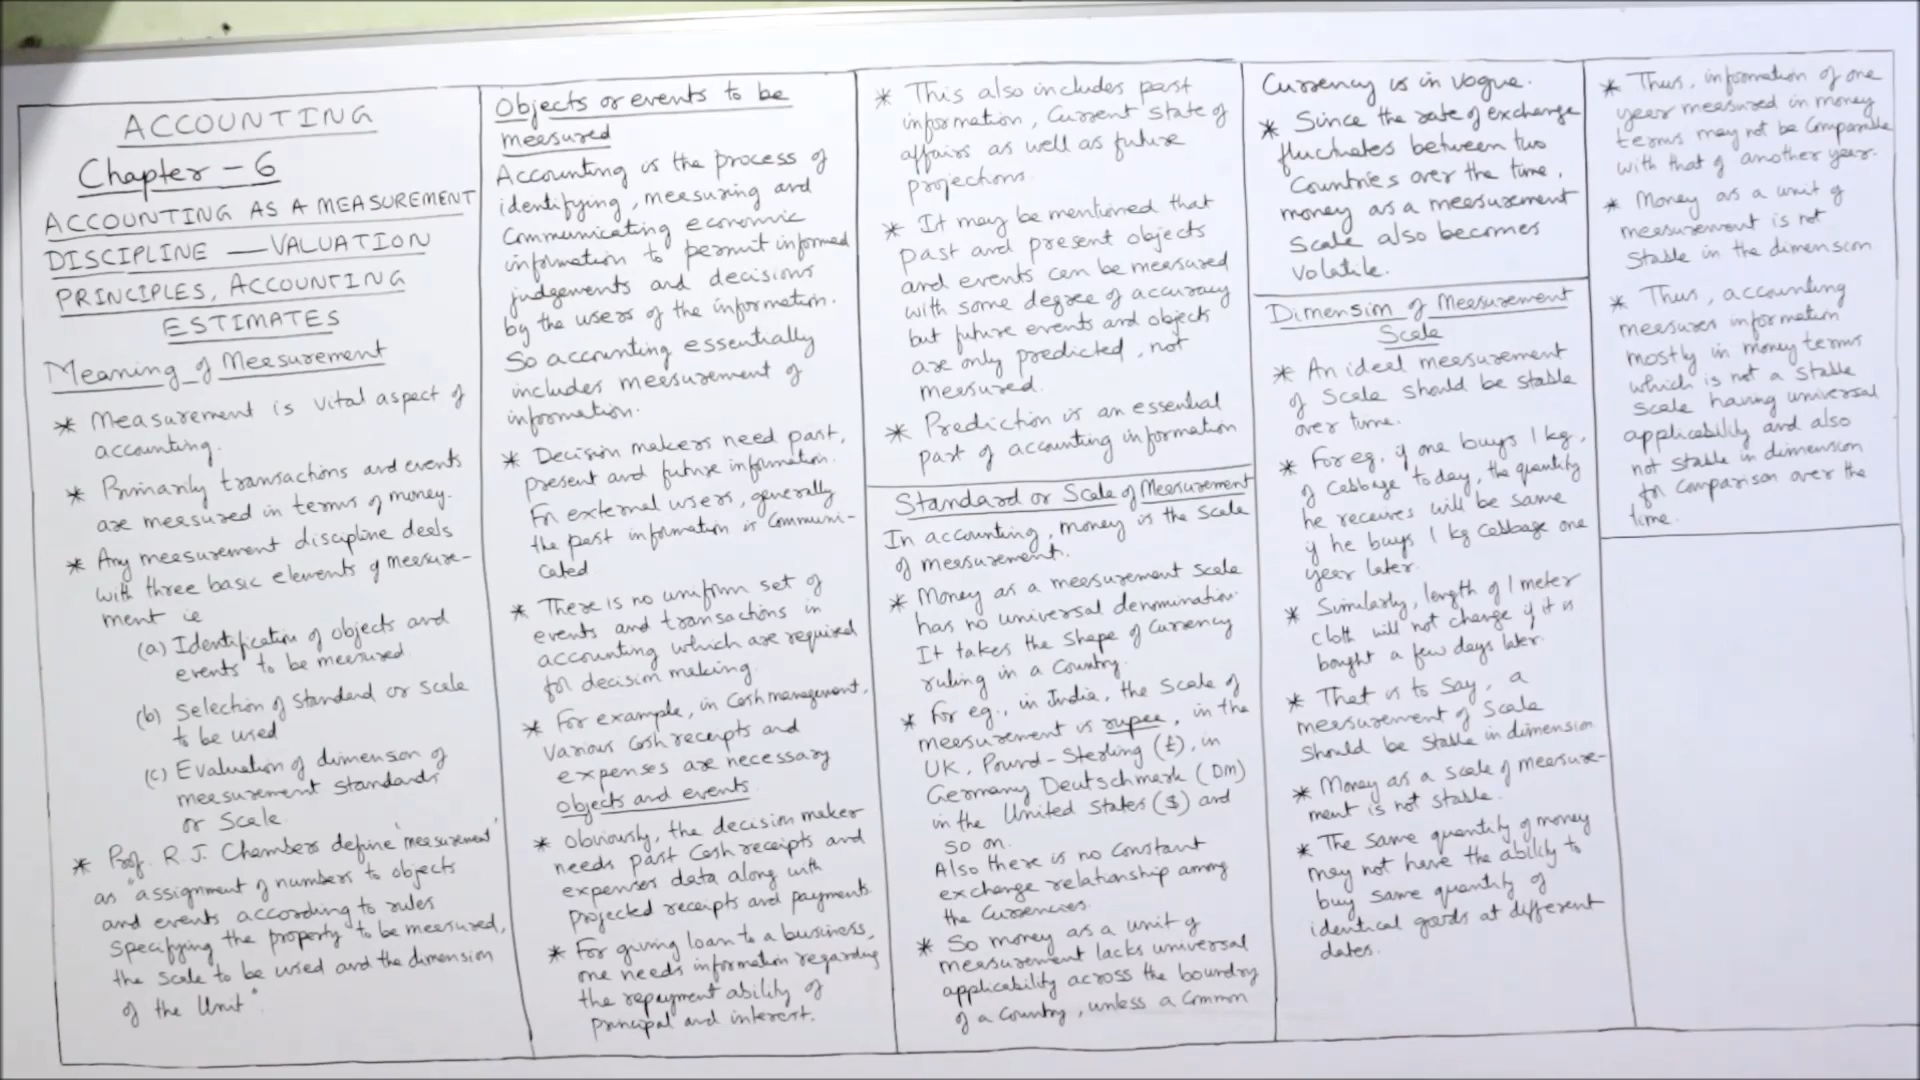 ACCOUNTING
Chapter - 6
ACCOUNTING AS A MEASUREMENT
DISCIPLINE — VALUATION
PRINCIPLES, ACCOUNTING
ESTIMATES
Meaning of Measurement
* Measurement is vital aspect of
accounting.
* Primarily transactions and events
are measured in terms of money.
* Any measurement discipline deals
with three basic elements of measure-
ment ie
(a) Identification of objects and
events to be measured
(b) Selection of standard or scale
to be used
(c) Evaluation of dimension of
measurement standards
or Scale.
* Prof. R.J. Chambers define 'measurement'
as "assignment of numbers to objects
and events according to rules
specifying the property to be measured,
the scale to be used and the dimension
of the Unit".
Objects or events to be
measured
Accounting is the process of
identifying, measuring and
Communicating economic
information to permit informed
judgements and decisions
by the users of the information.
So accounting essentially
includes measurement of
information.
* Decision makers need past,
present and future information.
For external users, generally
the past information is communi-
cated
* There is no uniform set of
events and transactions in
accounting which are required
for decision making.
* For example, in Cash management,
various Cash receipts and
expenses are necessary
objects and events.
* Obviously, the decision maker
needs past Cash receipts and
expenses data along with
projected receipts and payments.
* For giving loan to a business,
one needs information regarding
the repayment ability of
principal and interest.
* This also includes past
information, Current state of
affairs as well as future
projections.
* It may be mentioned that
past and present objects
and events can be measured
with some degree of accuracy
but future events and objects
are only predicted, not
measured.
* Prediction is an essential
part of accounting information
Standard or Scale of Measurement
In accounting, money is the scale
of measurement.
* Money as a measurement scale
has no universal denomination.
It takes the shape of Currency
ruling in a Country.
* For eg., in India, the scale of
measurement is rupee, in the
UK, Pound-Sterling (£), in
Germany Deutschmark (Dm)
in the United States ($) and
so on.
Also there is no Constant
exchange relationship among
the Currencies.
* So money as a unit of
measurement lacks universal
applicability across the boundry
of a Country, unless a Common
Currency is in vogue.
* Since the rate of exchange
fluctuates between two
Countries over the time,
money as a measurement
Scale also becomes
volatile.
Dimension of Measurement
Scale
* An ideal measurement
of Scale should be stable
over time.
* For eg, if one buys 1 kg.
of Cabbage today, the quantity
he receives will be same
if he buys 1 kg Cabbage one
year later.
* Similarly, length of 1 meter
cloth will not change if it is
bought a few days later.
* That is to say, a
measurement of Scale
should be stable in dimension
* Money as a scale of measure-
ment is not stable.
* The same quantity of money
may not have the ability to
buy same quantity of
identical goods at different
dates.
* Thus, information of one
year measured in money
terms may not be Comparable
with that of another year.
* Money as a unit of
measurement is not
stable in the dimension
* Thus, accounting
measures information
mostly in money terms
which is not a stable
scale having universal
applicability and also
not stable in dimension
for comparison over the
time.